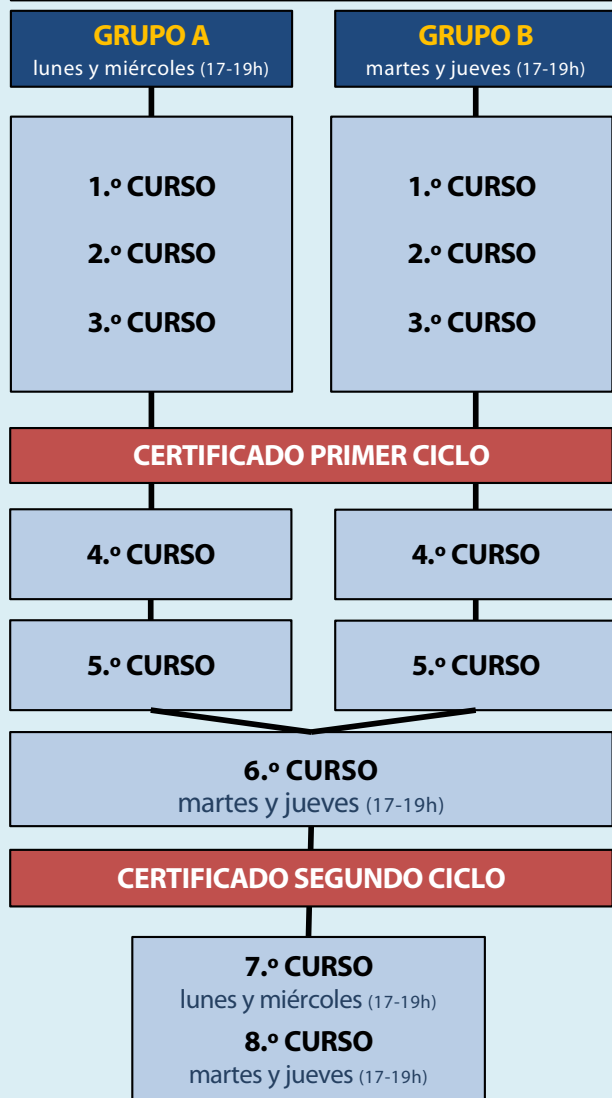 GRUPO A
lunes y miércoles (17-19h)
GRUPO B
martes y jueves (17-19h)
1.º CURSO
2.º CURSO
3.º CURSO
1.º CURSO
2.º CURSO
3.º CURSO
CERTIFICADO PRIMER CICLO
4.º CURSO
4.º CURSO
5.º CURSO
5.º CURSO
6.º CURSO
martes y jueves (17-19h)
CERTIFICADO SEGUNDO CICLO
7.º CURSO
lunes y miércoles (17-19h)
8.º CURSO
martes y jueves (17-19h)